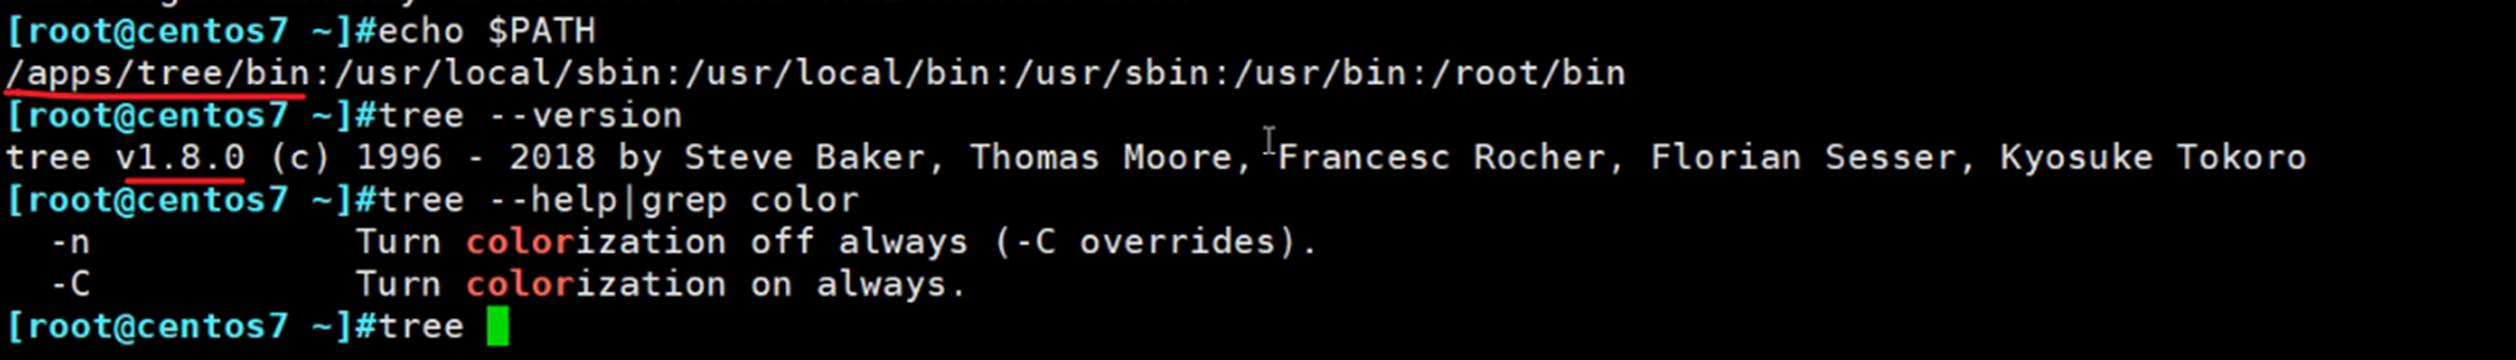 [root@centos7 ~]#echo $PATH
/apps/tree/bin:/usr/local/sbin:/usr/local/bin:/usr/sbin:/usr/bin:/root/bin
[root@centos7 ~]#tree --version
tree v1.8.0 (c) 1996 - 2018 by Steve Baker, Thomas Moore, Francesc Rocher, Florian Sesser, Kyosuke Tokoro
[root@centos7 ~]#tree --help|grep color
  -n            Turn colorization off always (-C overrides).
  -C            Turn colorization on always.
[root@centos7 ~]#tree